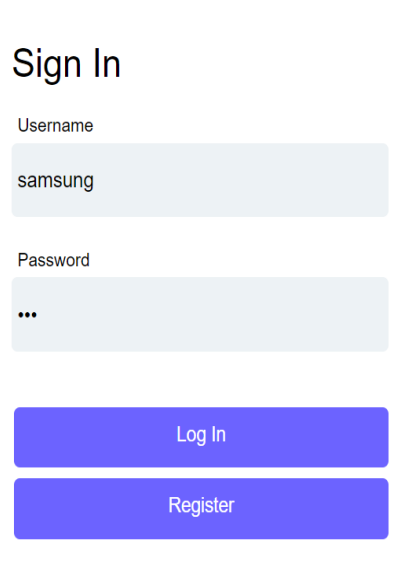 Sign In
Username
samsung
Password
•••
Log In
Register